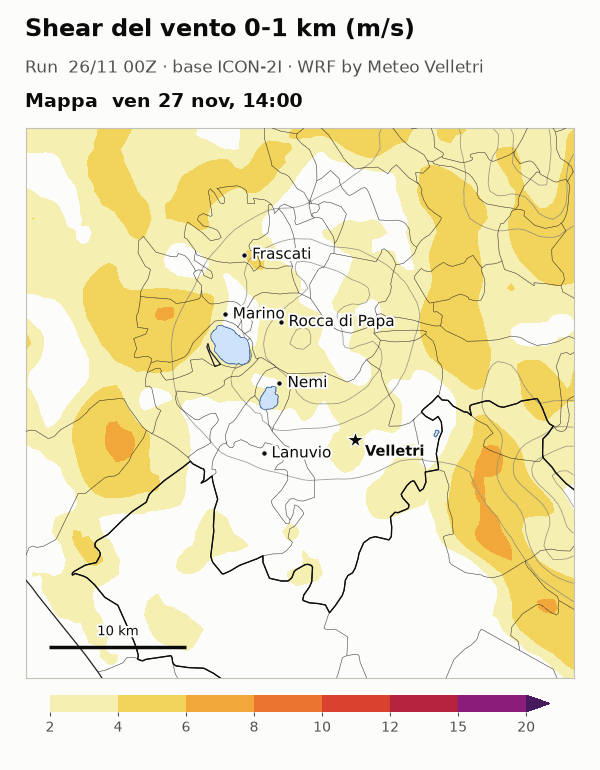 Shear del vento 0-1 km (m/s)
Run  26/11 00Z · base ICON-2I · WRF by Meteo Velletri
Mappa  ven 27 nov, 14:00
Frascati
Marino
Rocca di Papa
Nemi
Velletri
Lanuvio
10 km
2 4 6 8 10 12 15 20